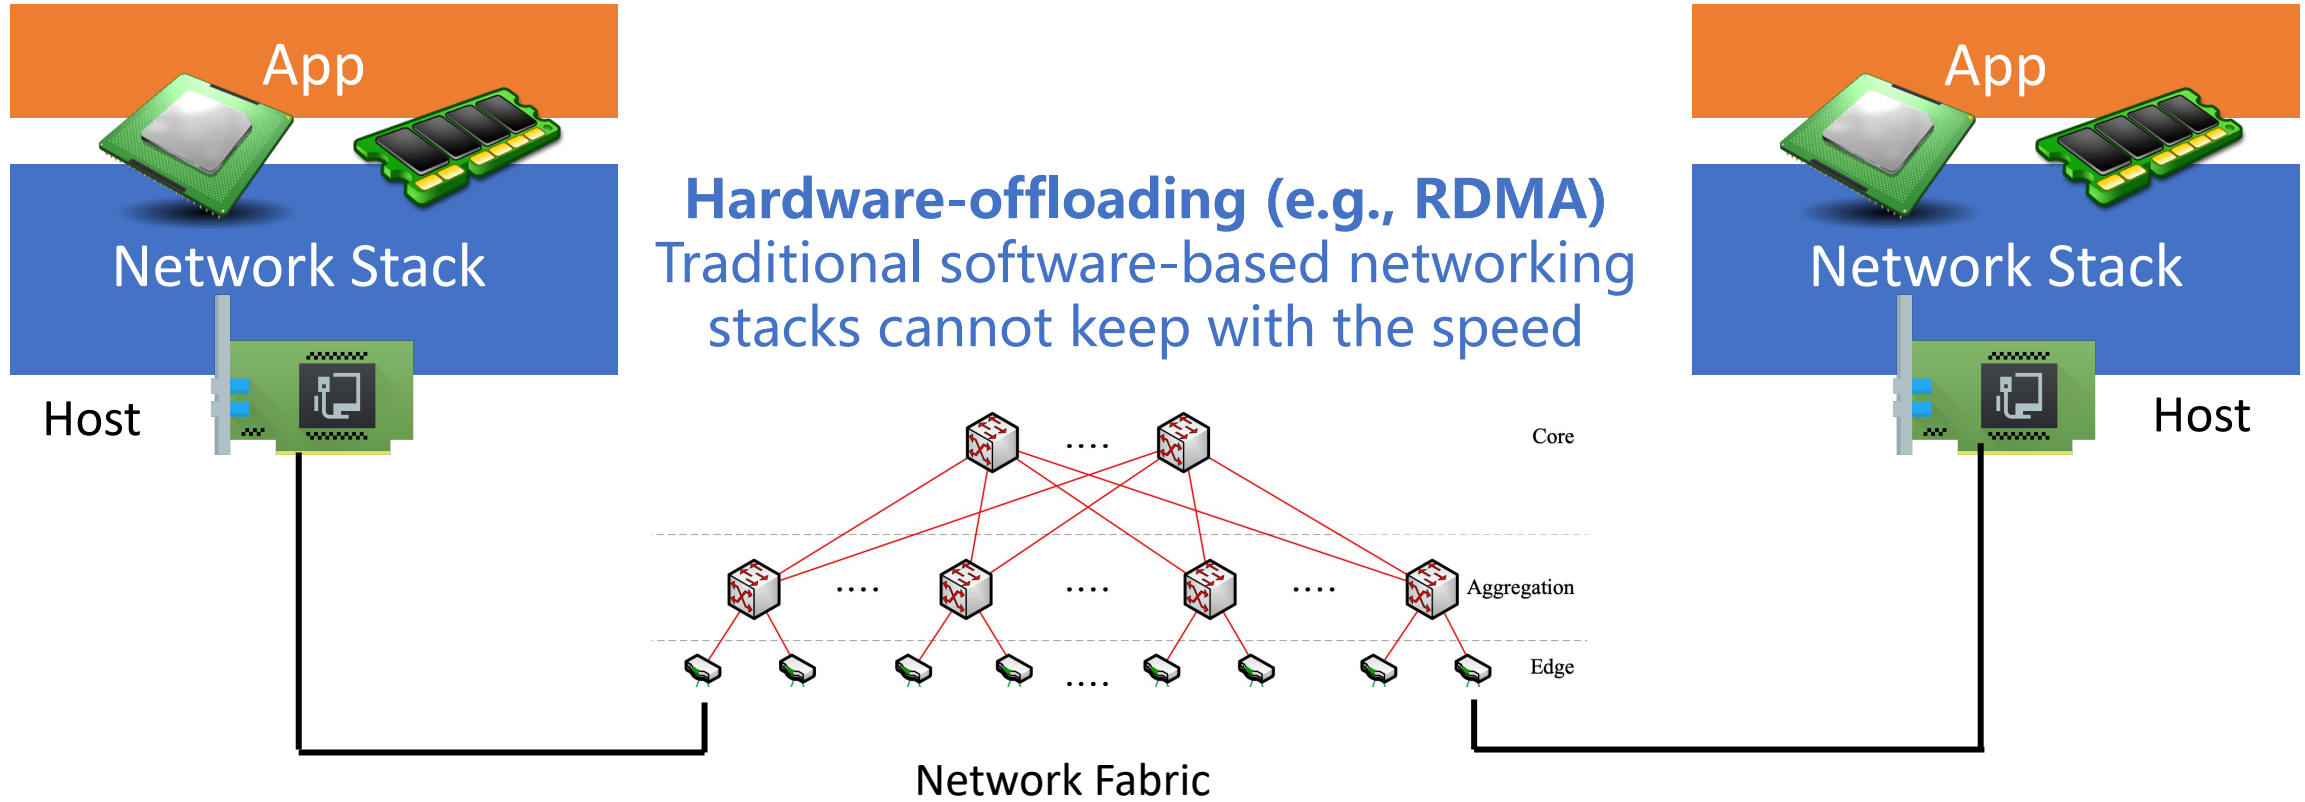 App
App
Hardware-offloading (e.g., RDMA)
Traditional software-based networking
stacks cannot keep with the speed
Network Stack
Network Stack
Host
Host
....
Core
....
....
....
Aggregation
....
Edge
Network Fabric